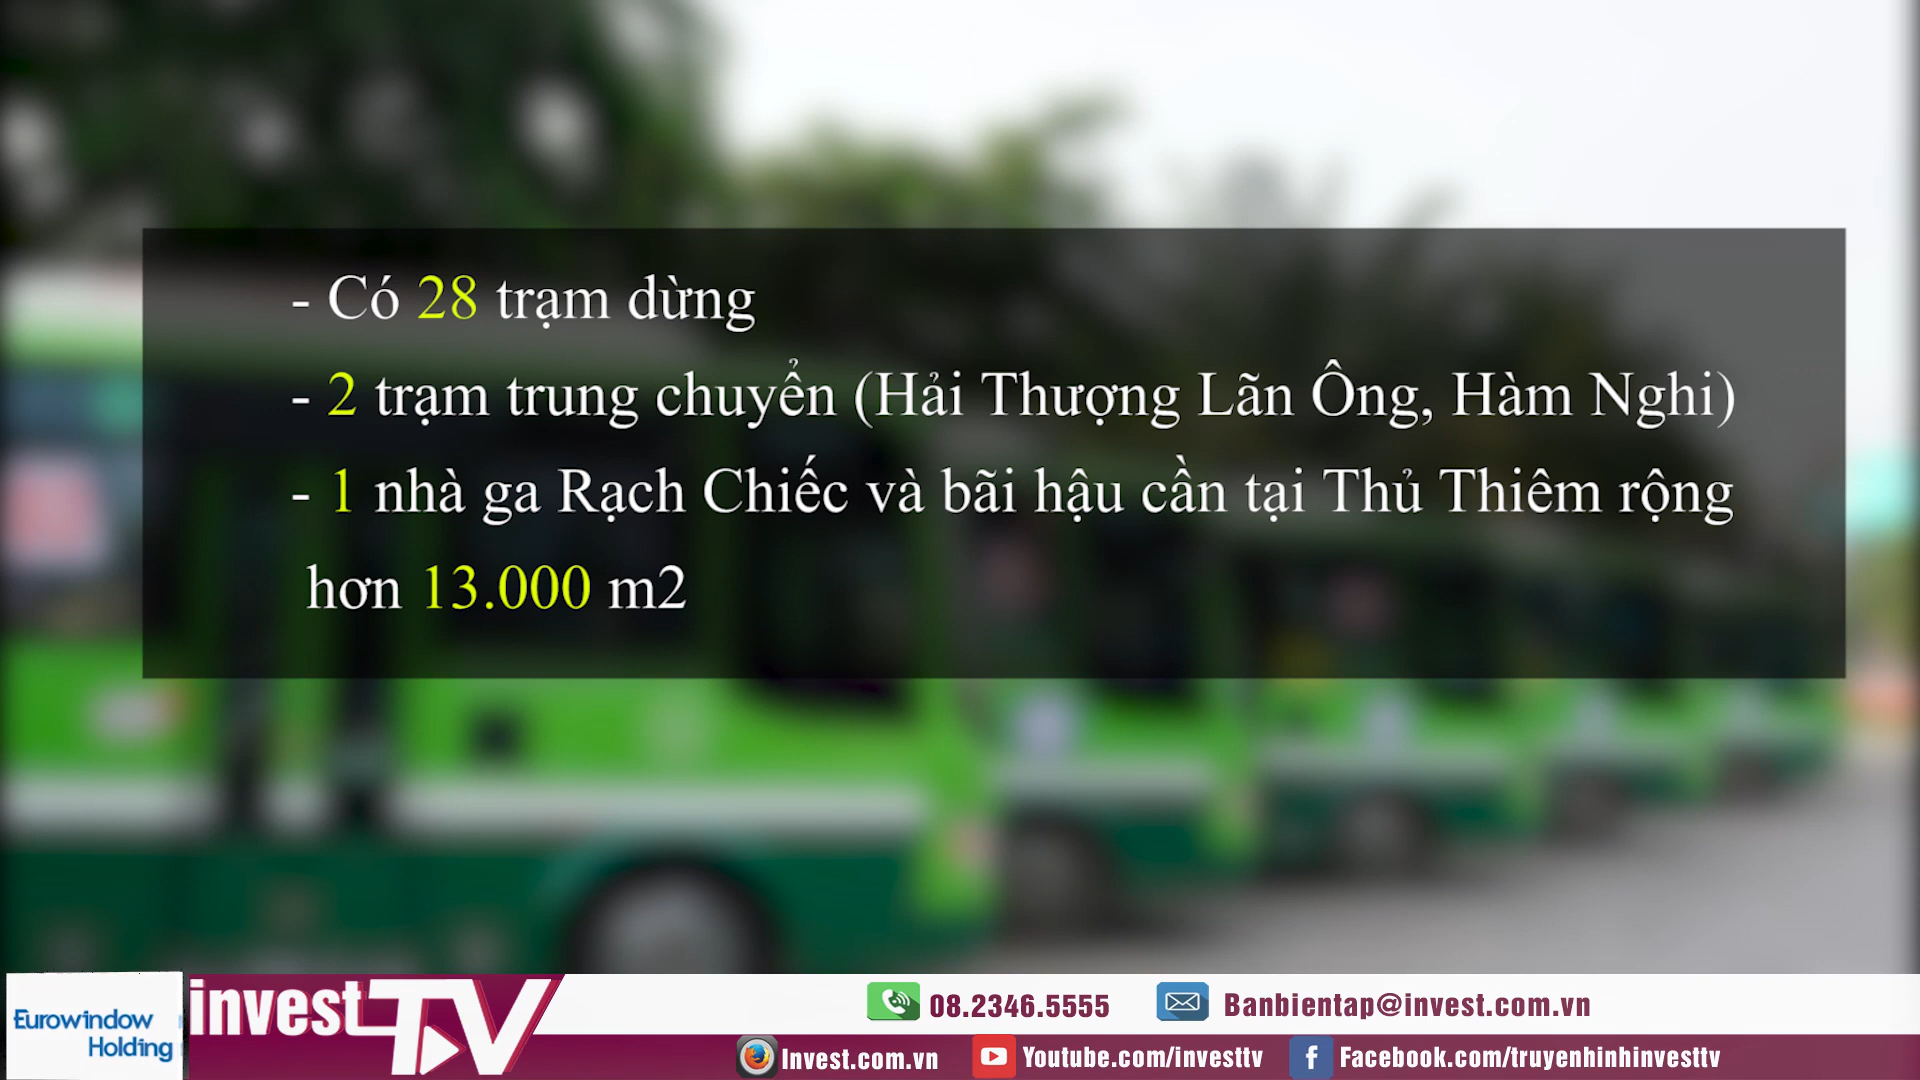 - Có 28 trạm dừng
- 2 trạm trung chuyển (Hải Thượng Lãn Ông, Hàm Nghi)
- 1 nhà ga Rạch Chiếc và bãi hậu cần tại Thủ Thiêm rộng
hơn 13.000 m2
Eurowindow
Holding
invest TV
08.2346.5555
Banbientap@invest.com.vn
Invest.com.vn
Youtube.com/investtv
Facebook.com/truyenhinhinvesttv